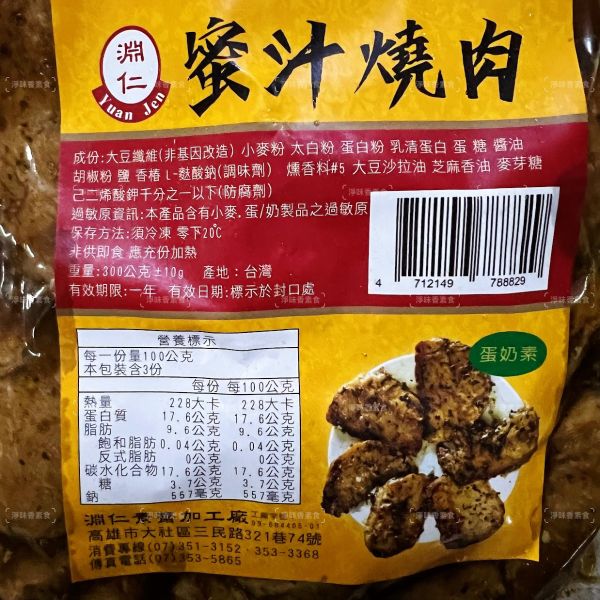 淵仁
Yuan Jen
蜜汁燒肉
成份:大豆纖維(非基因改造) 小麥粉 太白粉 蛋白粉 乳清蛋白 蛋 糖 醬油
胡椒粉 鹽 香椿 L-麩酸鈉(調味劑) 燻香料#5 大豆沙拉油 芝麻香油 麥芽糖
己二烯酸鉀千分之一以下(防腐劑)
過敏原資訊:本產品含有小麥.蛋/奶製品之過敏原
保存方法:須冷凍 零下20℃
非供即食 應充份加熱
重量:300公克±10g 產地:台灣
有效期限:一年 有效日期:標示於封口處
4 712149 788829
營養標示
每一份量100公克
本包裝含3份
每份 每100公克
熱量 228大卡 228大卡
蛋白質 17.6公克 17.6公克
脂肪 9.6公克 9.6公克
飽和脂肪 0.04公克 0.04公克
反式脂肪 0公克 0公克
碳水化合物 17.6公克 17.6公克
糖 3.7公克 3.7公克
鈉 557毫克 557毫克
蛋奶素
淵仁食品加工廠
高雄市大社區三民路321巷74號
消費專線(07)351-3152．353-3368
傳真電話(07)353-5865
淨味香素食